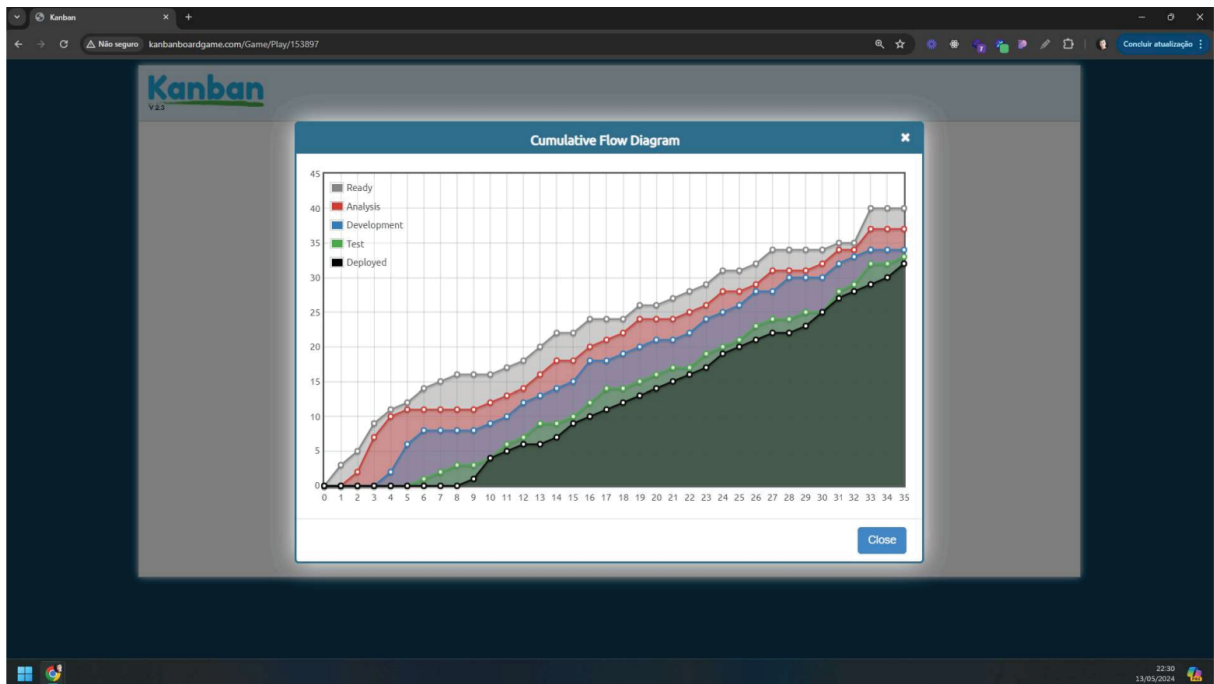 Kanban
Não seguro kanbanboardgame.com/Game/Play/153897
Concluir atualização
Kanban
V 2.3
Cumulative Flow Diagram
45
40
35
30
25
20
15
10
5
0
Ready
Analysis
Development
Test
Deployed
0 1 2 3 4 5 6 7 8 9 10 11 12 13 14 15 16 17 18 19 20 21 22 23 24 25 26 27 28 29 30 31 32 33 34 35
Close
22:30
13/05/2024